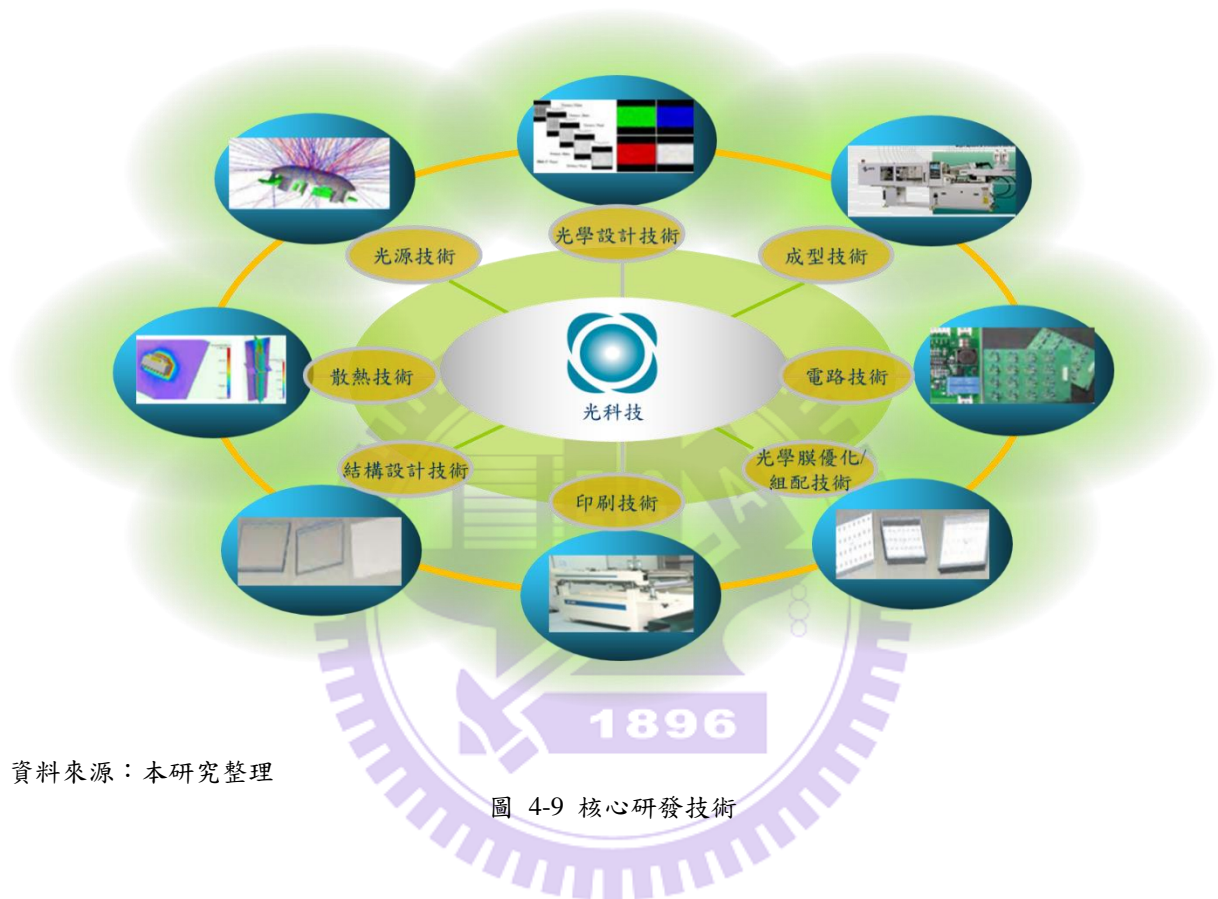 光學設計技術
光源技術
成型技術
散熱技術
電路技術
光科技
結構設計技術
光學膜優化/
組配技術
印刷技術
1896
資料來源：本研究整理
圖 4-9 核心研發技術